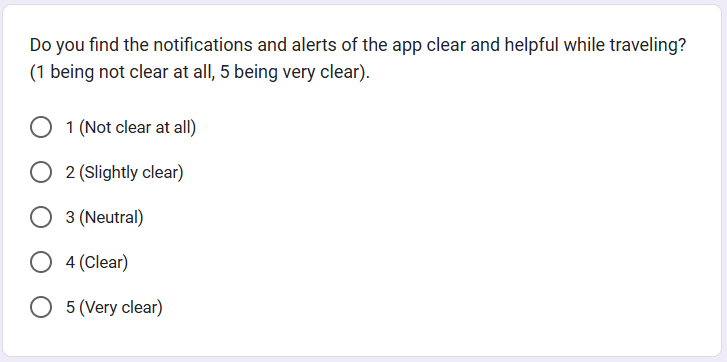 Do you find the notifications and alerts of the app clear and helpful while traveling?
(1 being not clear at all, 5 being very clear).
1 (Not clear at all)
2 (Slightly clear)
3 (Neutral)
4 (Clear)
5 (Very clear)